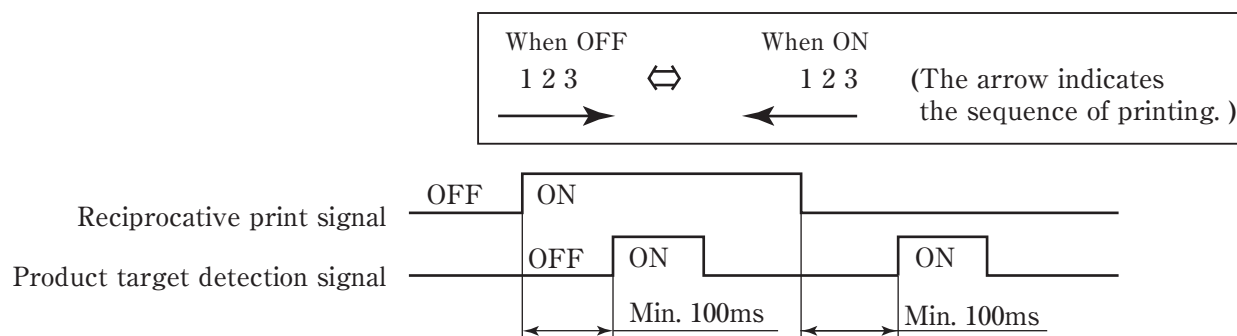 When OFF When ON
1 2 3 ⇔ 1 2 3 (The arrow indicates
the sequence of printing. )
OFF ON
Reciprocative print signal
OFF ON ON
Product target detection signal
Min. 100ms Min. 100ms